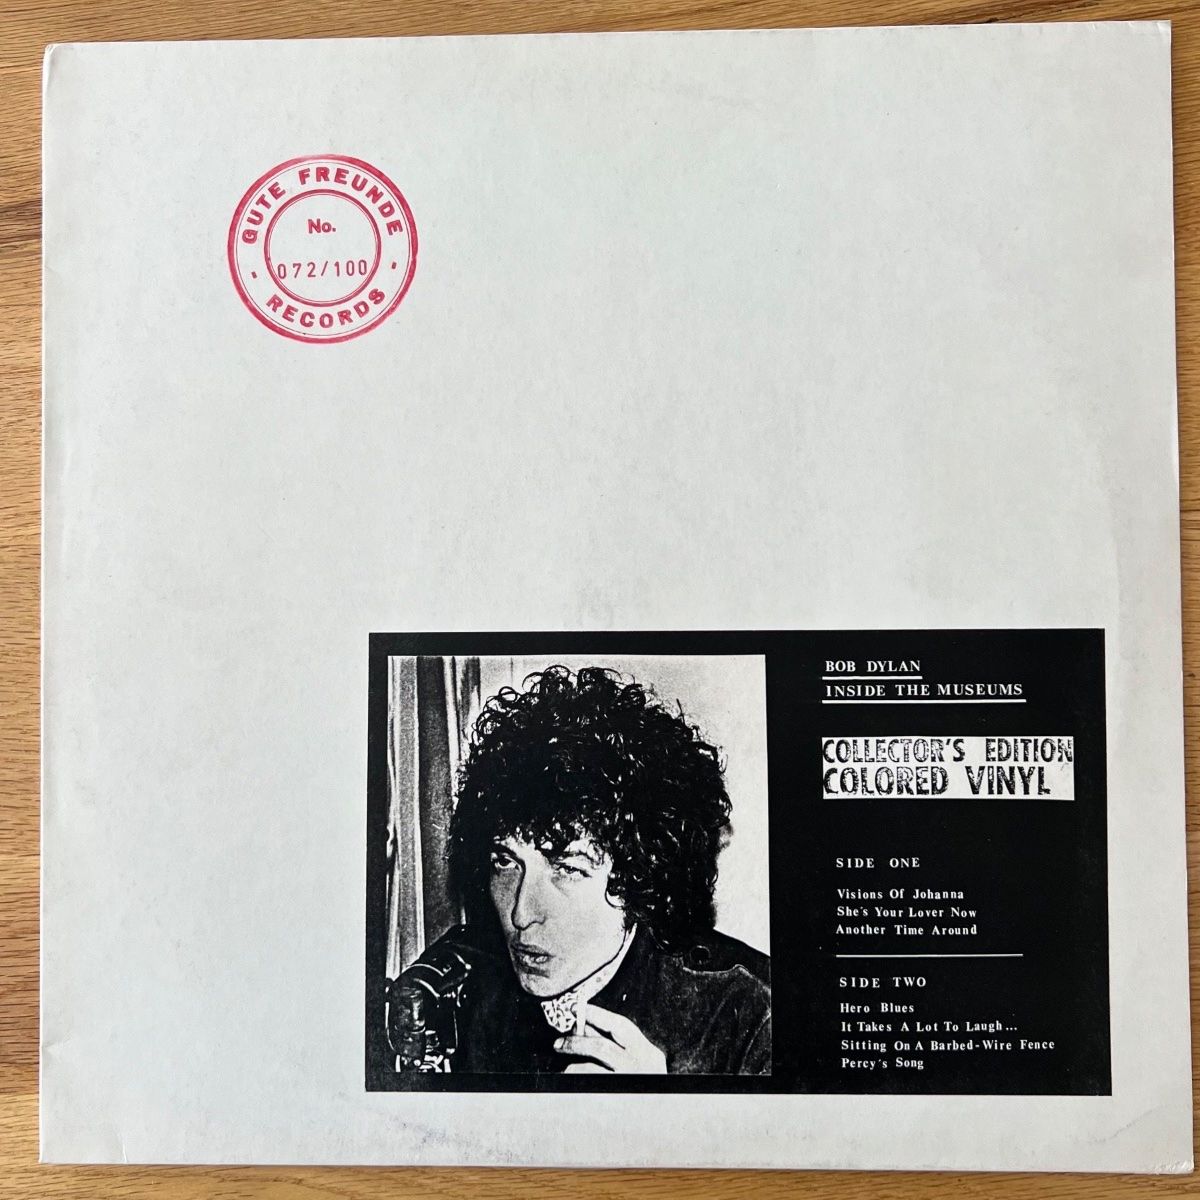 GUTE FREUNDE
No.
072/100
- RECORDS -
BOB DYLAN
INSIDE THE MUSEUMS
COLLECTOR'S EDITION
COLORED VINYL
SIDE ONE
Visions Of Johanna
She's Your Lover Now
Another Time Around
SIDE TWO
Hero Blues
It Takes A Lot To Laugh...
Sitting On A Barbed-Wire Fence
Percy's Song